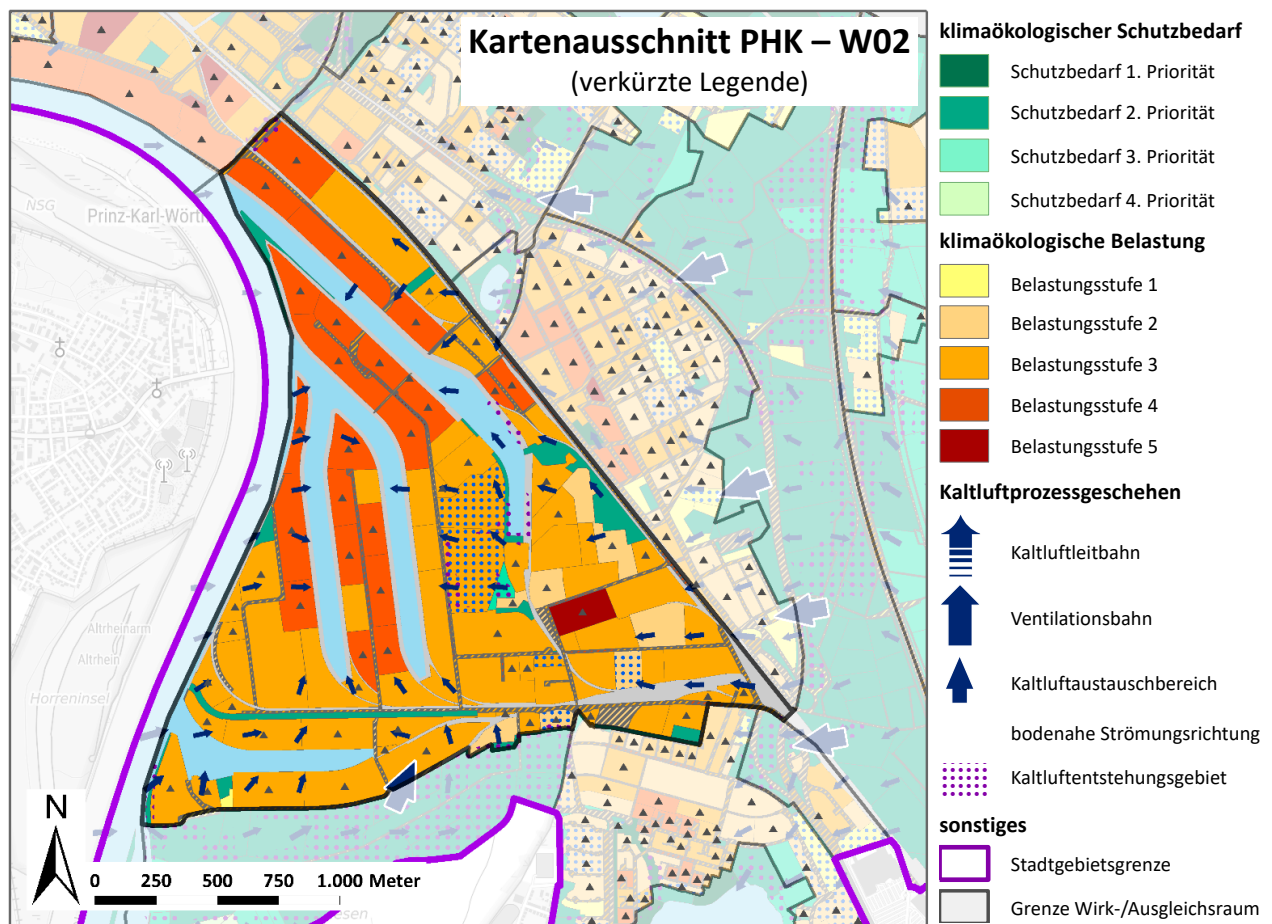 Kartenausschnitt PHK – W02
(verkürzte Legende)
NSG
Prinz-Karl-Wörth
Altrheinarm
Altrhein
Horreninsel
N
0 250 500 750 1.000 Meter
klimaökologischer Schutzbedarf
Schutzbedarf 1. Priorität
Schutzbedarf 2. Priorität
Schutzbedarf 3. Priorität
Schutzbedarf 4. Priorität
klimaökologische Belastung
Belastungsstufe 1
Belastungsstufe 2
Belastungsstufe 3
Belastungsstufe 4
Belastungsstufe 5
Kaltluftprozessgeschehen
Kaltluftleitbahn
Ventilationsbahn
Kaltluftaustauschbereich
bodenahe Strömungsrichtung
Kaltluftentstehungsgebiet
sonstiges
Stadtgebietsgrenze
Grenze Wirk-/Ausgleichsraum